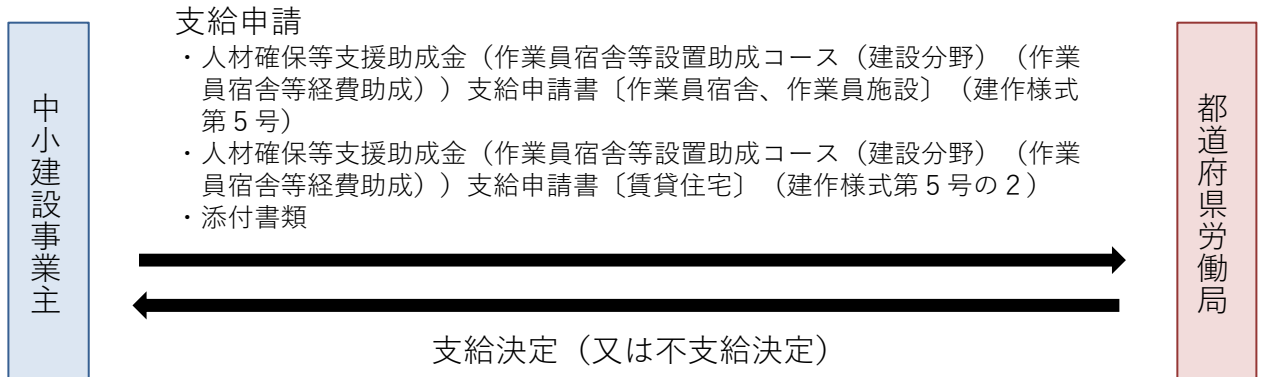 中小建設事業主
支給申請
・人材確保等支援助成金（作業員宿舎等設置助成コース（建設分野）（作業
員宿舎等経費助成））支給申請書〔作業員宿舎、作業員施設〕（建作様式
第５号）
・人材確保等支援助成金（作業員宿舎等設置助成コース（建設分野）（作業
員宿舎等経費助成））支給申請書〔賃貸住宅〕（建作様式第５号の２）
・添付書類
支給決定（又は不支給決定）
都道府県労働局